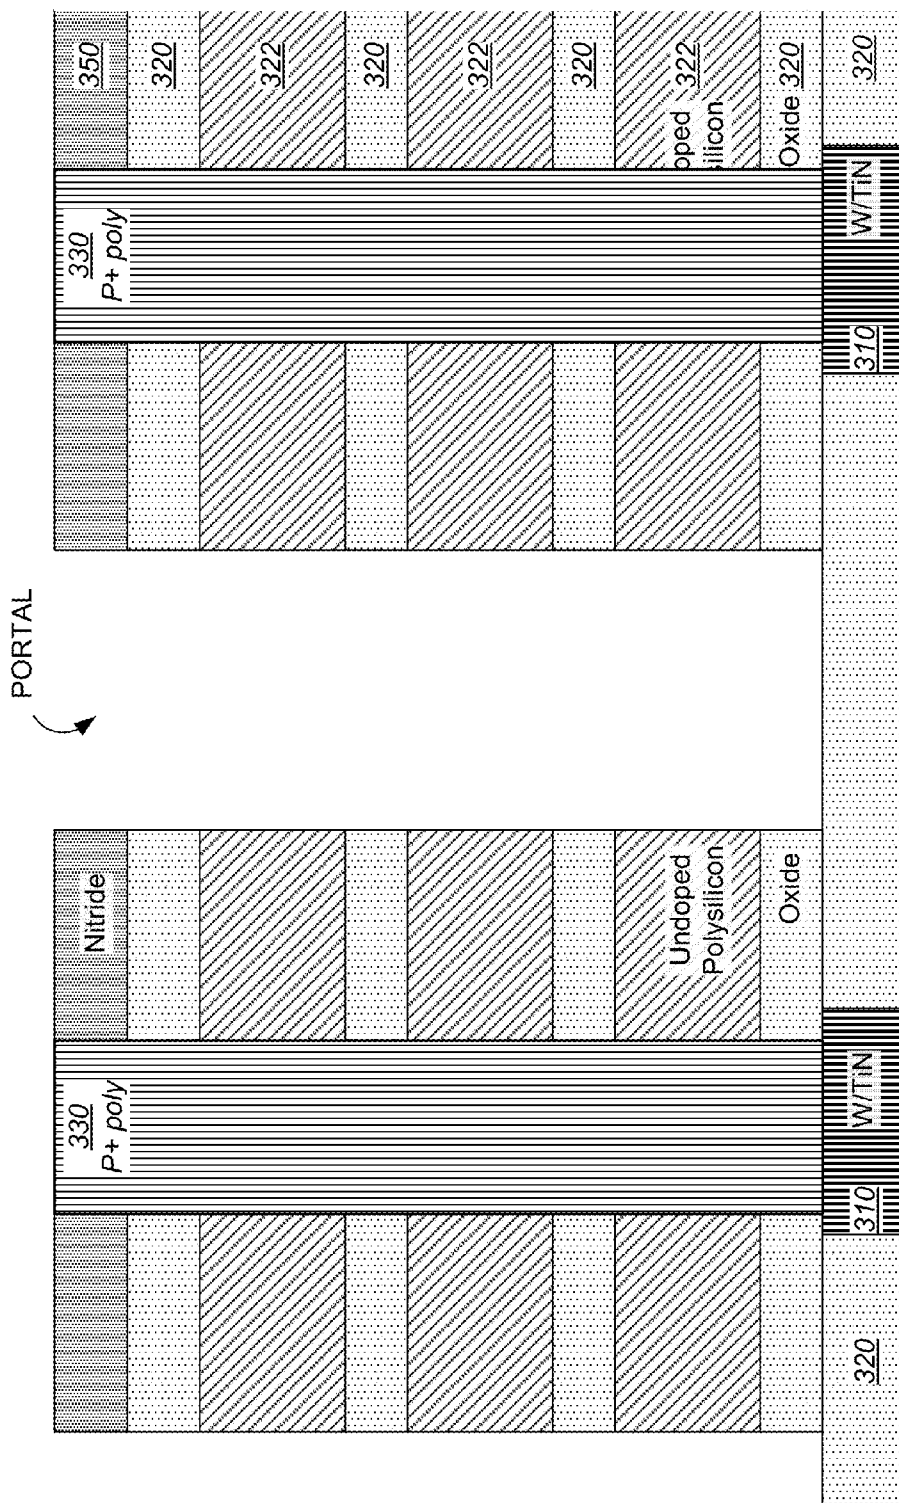 PORTAL
330
P+ poly
Nitride
330
P+ poly
350
320
322
320
322
320
Undoped
Polysilicon
oped
silicon
322
Oxide
Oxide
320
320
310
W/TiN
310
W/TiN
320